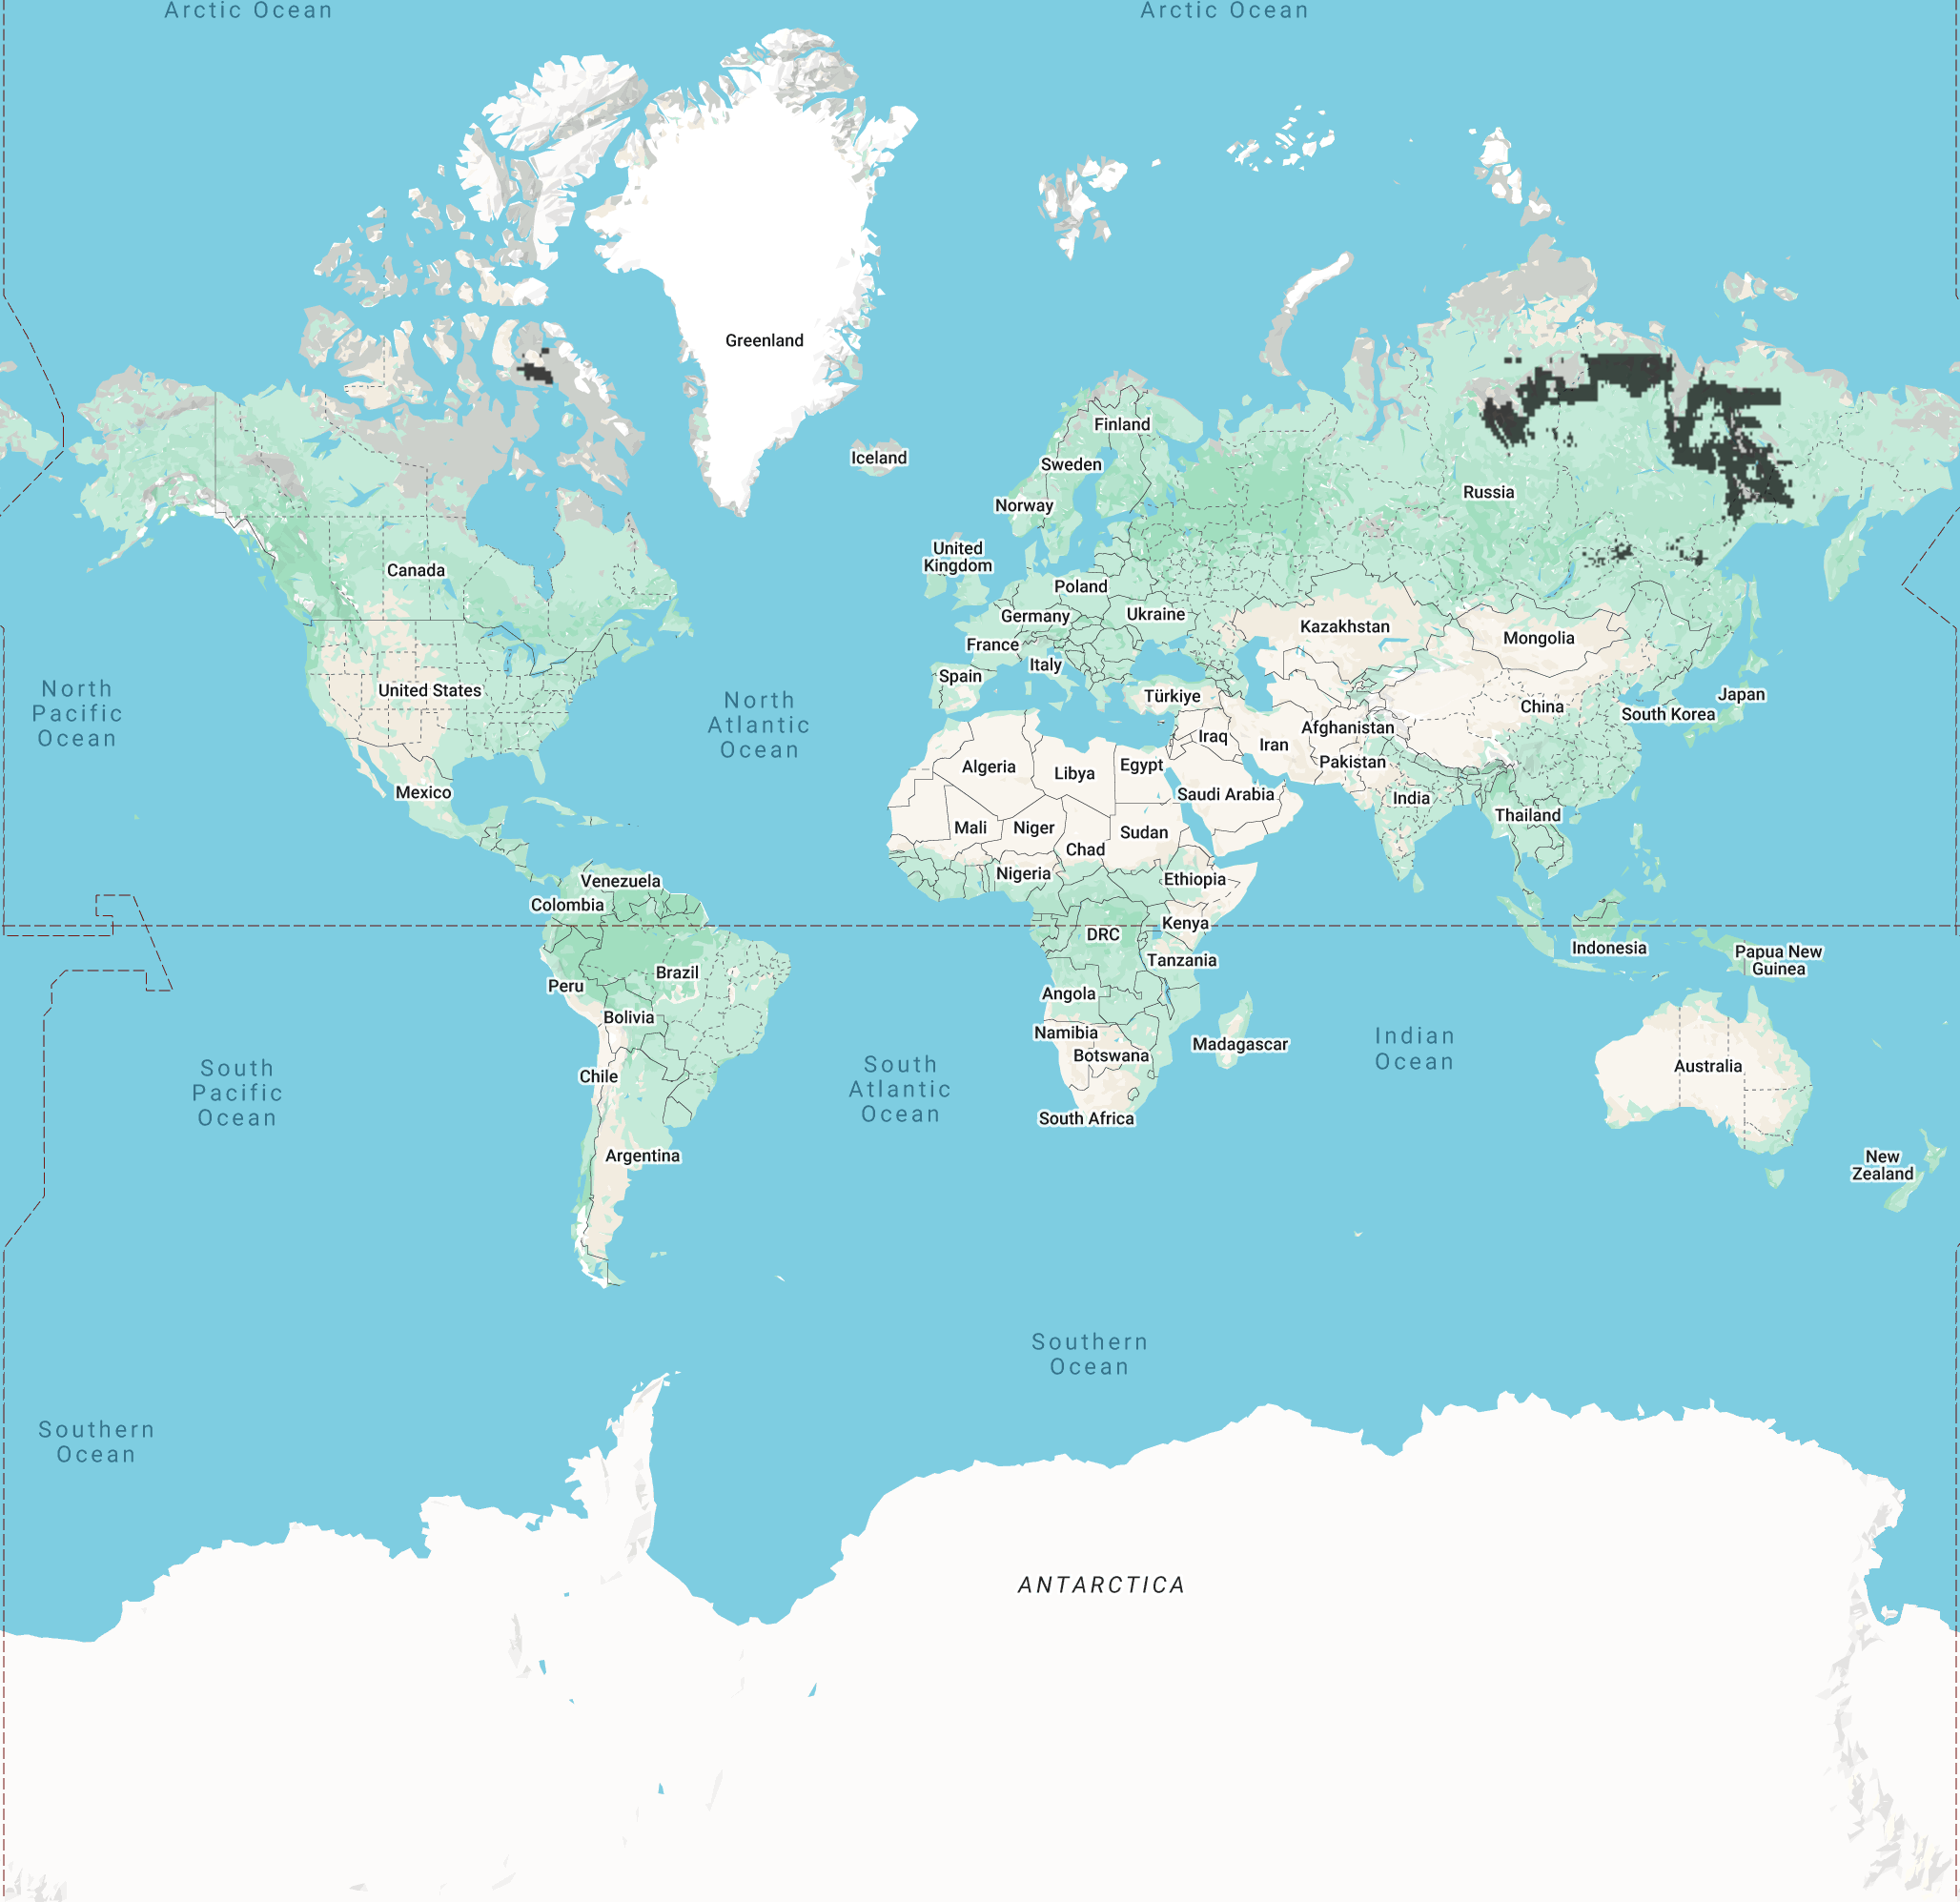 Arctic Ocean
Arctic Ocean
Greenland
Finland
Iceland
Sweden
Russia
Norway
United
Kingdom
Canada
Poland
Germany
Ukraine
Kazakhstan
Mongolia
France
Italy
Spain
United States
North
Pacific
Ocean
North
Atlantic
Ocean
Türkiye
Japan
China
South Korea
Afghanistan
Iraq
Iran
Pakistan
Algeria
Libya
Egypt
Saudi Arabia
Mexico
India
Thailand
Mali
Niger
Sudan
Chad
Nigeria
Ethiopia
Venezuela
Colombia
Kenya
DRC
Indonesia
Papua New
Guinea
Tanzania
Brazil
Peru
Angola
Bolivia
Namibia
Madagascar
Botswana
Indian
Ocean
Australia
Chile
South
Pacific
Ocean
South
Atlantic
Ocean
South Africa
Argentina
New
Zealand
Southern
Ocean
Southern
Ocean
ANTARCTICA